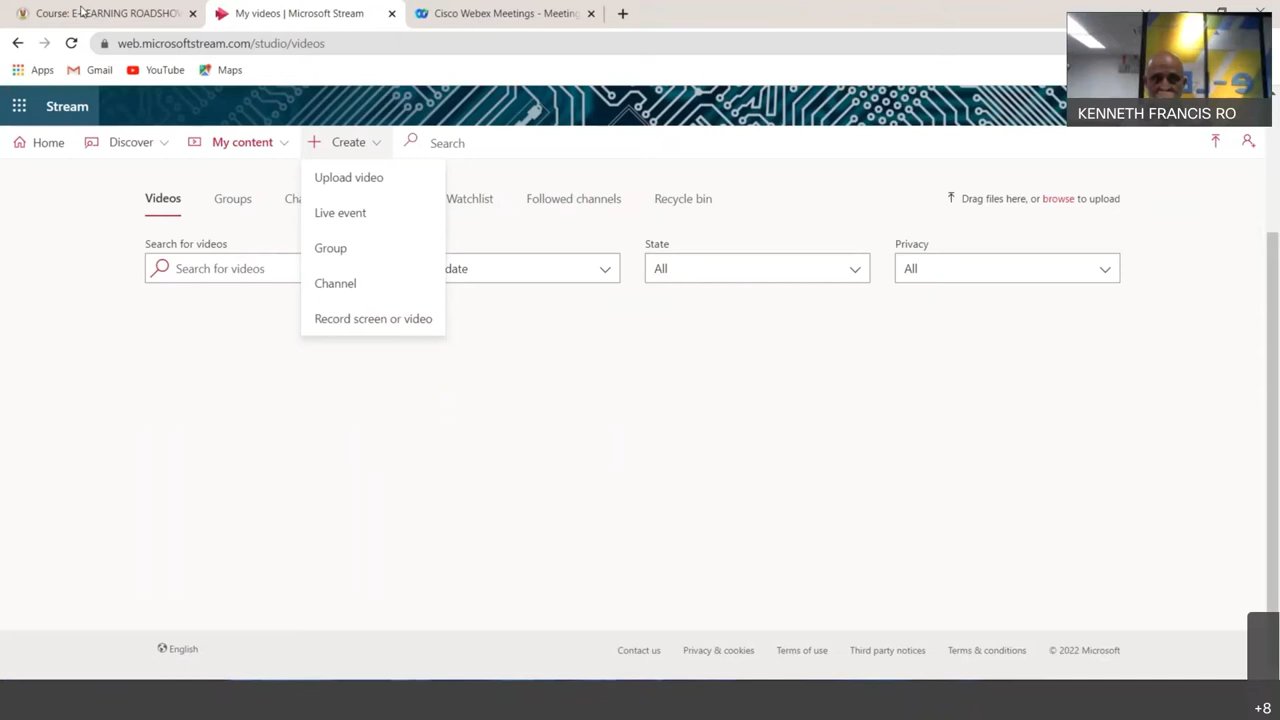 Course: E-LEARNING ROADSHOW
My videos | Microsoft Stream
Cisco Webex Meetings - Meeting
web.microsoftstream.com/studio/videos
Apps
Gmail
YouTube
Maps
KENNETH FRANCIS RO
Stream
Home
Discover
My content
Create
Search
Upload video
Live event
Group
Channel
Record screen or video
Videos
Groups
Cha
Watchlist
Followed channels
Recycle bin
Drag files here, or browse to upload
Search for videos
Search for videos
date
State
All
Privacy
All
English
Contact us
Privacy & cookies
Terms of use
Third party notices
Terms & conditions
© 2022 Microsoft
+8